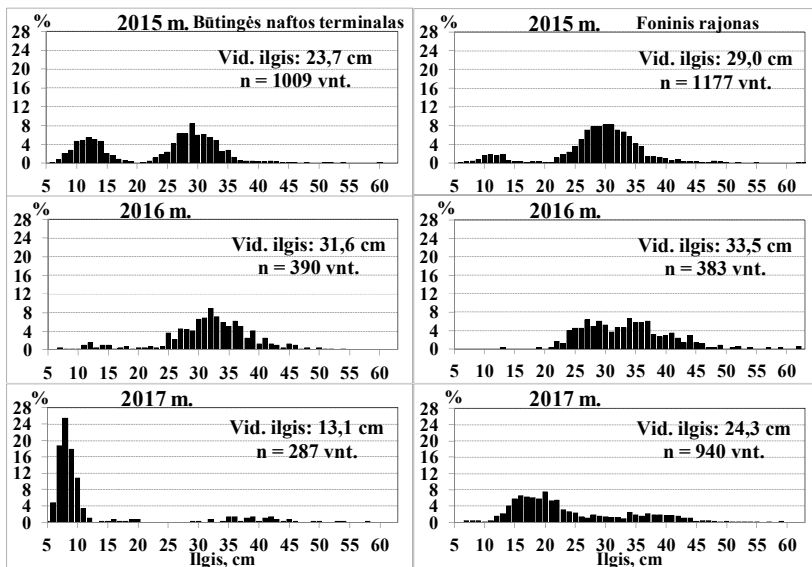 % 2015 m. Būtingės naftos terminalas
28
24
20
16
12
8
4
0
Vid. ilgis: 23,7 cm
n = 1009 vnt.
5 10 15 20 25 30 35 40 45 50 55 60
% 2015 m. Foninis rajonas
28
24
20
16
12
8
4
0
Vid. ilgis: 29,0 cm
n = 1177 vnt.
5 10 15 20 25 30 35 40 45 50 55 60
% 2016 m.
28
24
20
16
12
8
4
0
Vid. ilgis: 31,6 cm
n = 390 vnt.
5 10 15 20 25 30 35 40 45 50 55 60
% 2016 m.
28
24
20
16
12
8
4
0
Vid. ilgis: 33,5 cm
n = 383 vnt.
5 10 15 20 25 30 35 40 45 50 55 60
% 2017 m.
28
24
20
16
12
8
4
0
Vid. ilgis: 13,1 cm
n = 287 vnt.
5 10 15 20 25 30 35 40 45 50 55 60
Ilgis, cm
% 2017 m.
28
24
20
16
12
8
4
0
Vid. ilgis: 24,3 cm
n = 940 vnt.
5 10 15 20 25 30 35 40 45 50 55 60
Ilgis, cm